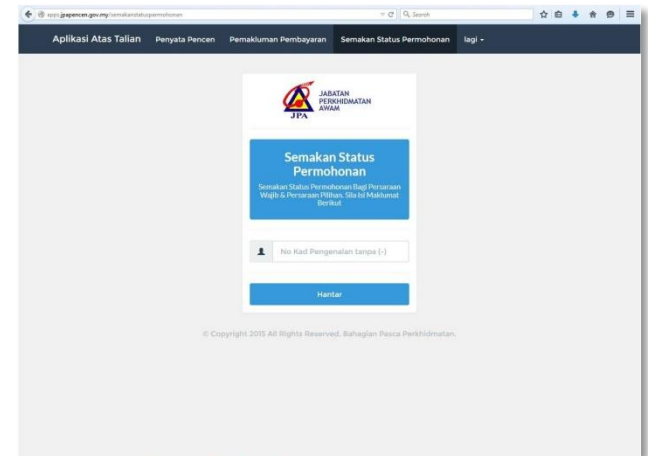 apps.jpapencen.gov.my/semakanstatuspermohonan
Search
Aplikasi Atas Talian Penyata Pencen Pemakluman Pembayaran Semakan Status Permohonan lagi
JPA
JABATAN
PERKHIDMATAN
AWAM
Semakan Status
Permohonan
Semakan Status Permohonan Bagi Persaraan
Wajib & Persaraan Pilihan. Sila Isi Maklumat
Berikut
No Kad Pengenalan tanpa (-)
Hantar
© Copyright 2015 All Rights Reserved. Bahagian Pasca Perkhidmatan.